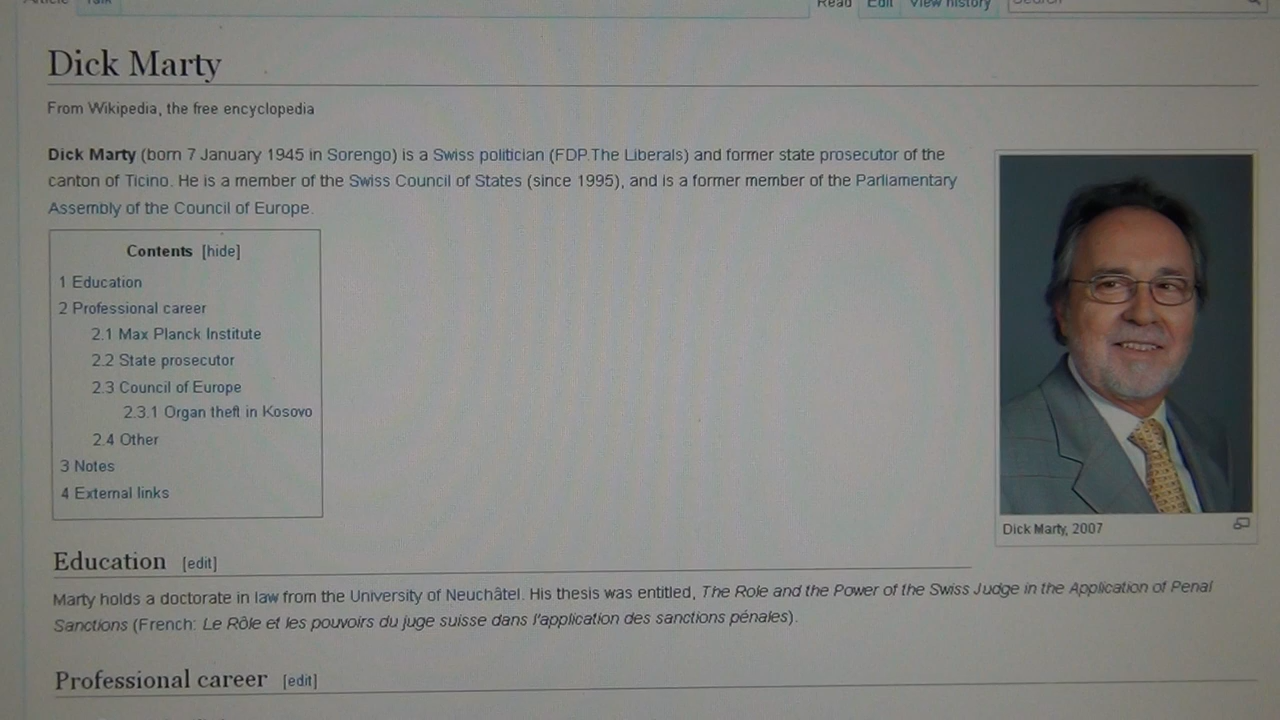 Article Talk Read Edit View history Search
Dick Marty
From Wikipedia, the free encyclopedia
Dick Marty (born 7 January 1945 in Sorengo) is a Swiss politician (FDP.The Liberals) and former state prosecutor of the
canton of Ticino. He is a member of the Swiss Council of States (since 1995), and is a former member of the Parliamentary
Assembly of the Council of Europe.
Contents [hide]
1 Education
2 Professional career
2.1 Max Planck Institute
2.2 State prosecutor
2.3 Council of Europe
2.3.1 Organ theft in Kosovo
2.4 Other
3 Notes
4 External links
Dick Marty, 2007
Education [edit]
Marty holds a doctorate in law from the University of Neuchâtel. His thesis was entitled, The Role and the Power of the Swiss Judge in the Application of Penal
Sanctions (French: Le Rôle et les pouvoirs du juge suisse dans l'application des sanctions pénales).
Professional career [edit]